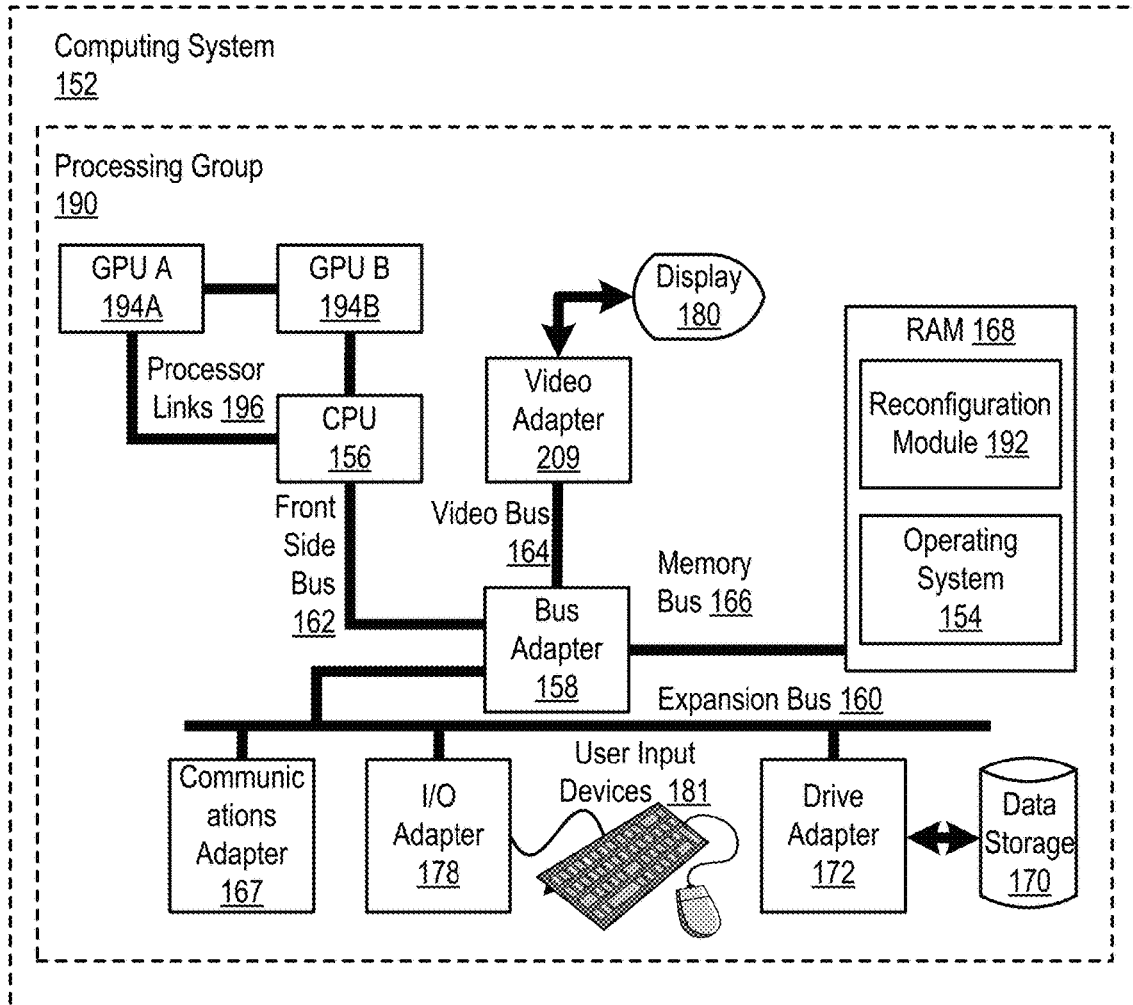 Computing System
152
Processing Group
190
GPU A
194A
GPU B
194B
Display
180
Processor
Links 196
CPU
156
Video
Adapter
209
RAM 168
Reconfiguration
Module 192
Operating
System
154
Front
Side
Bus
162
Video Bus
164
Memory
Bus 166
Bus
Adapter
158
Expansion Bus 160
Communic
ations
Adapter
167
I/O
Adapter
178
User Input
Devices 181
Drive
Adapter
172
Data
Storage
170